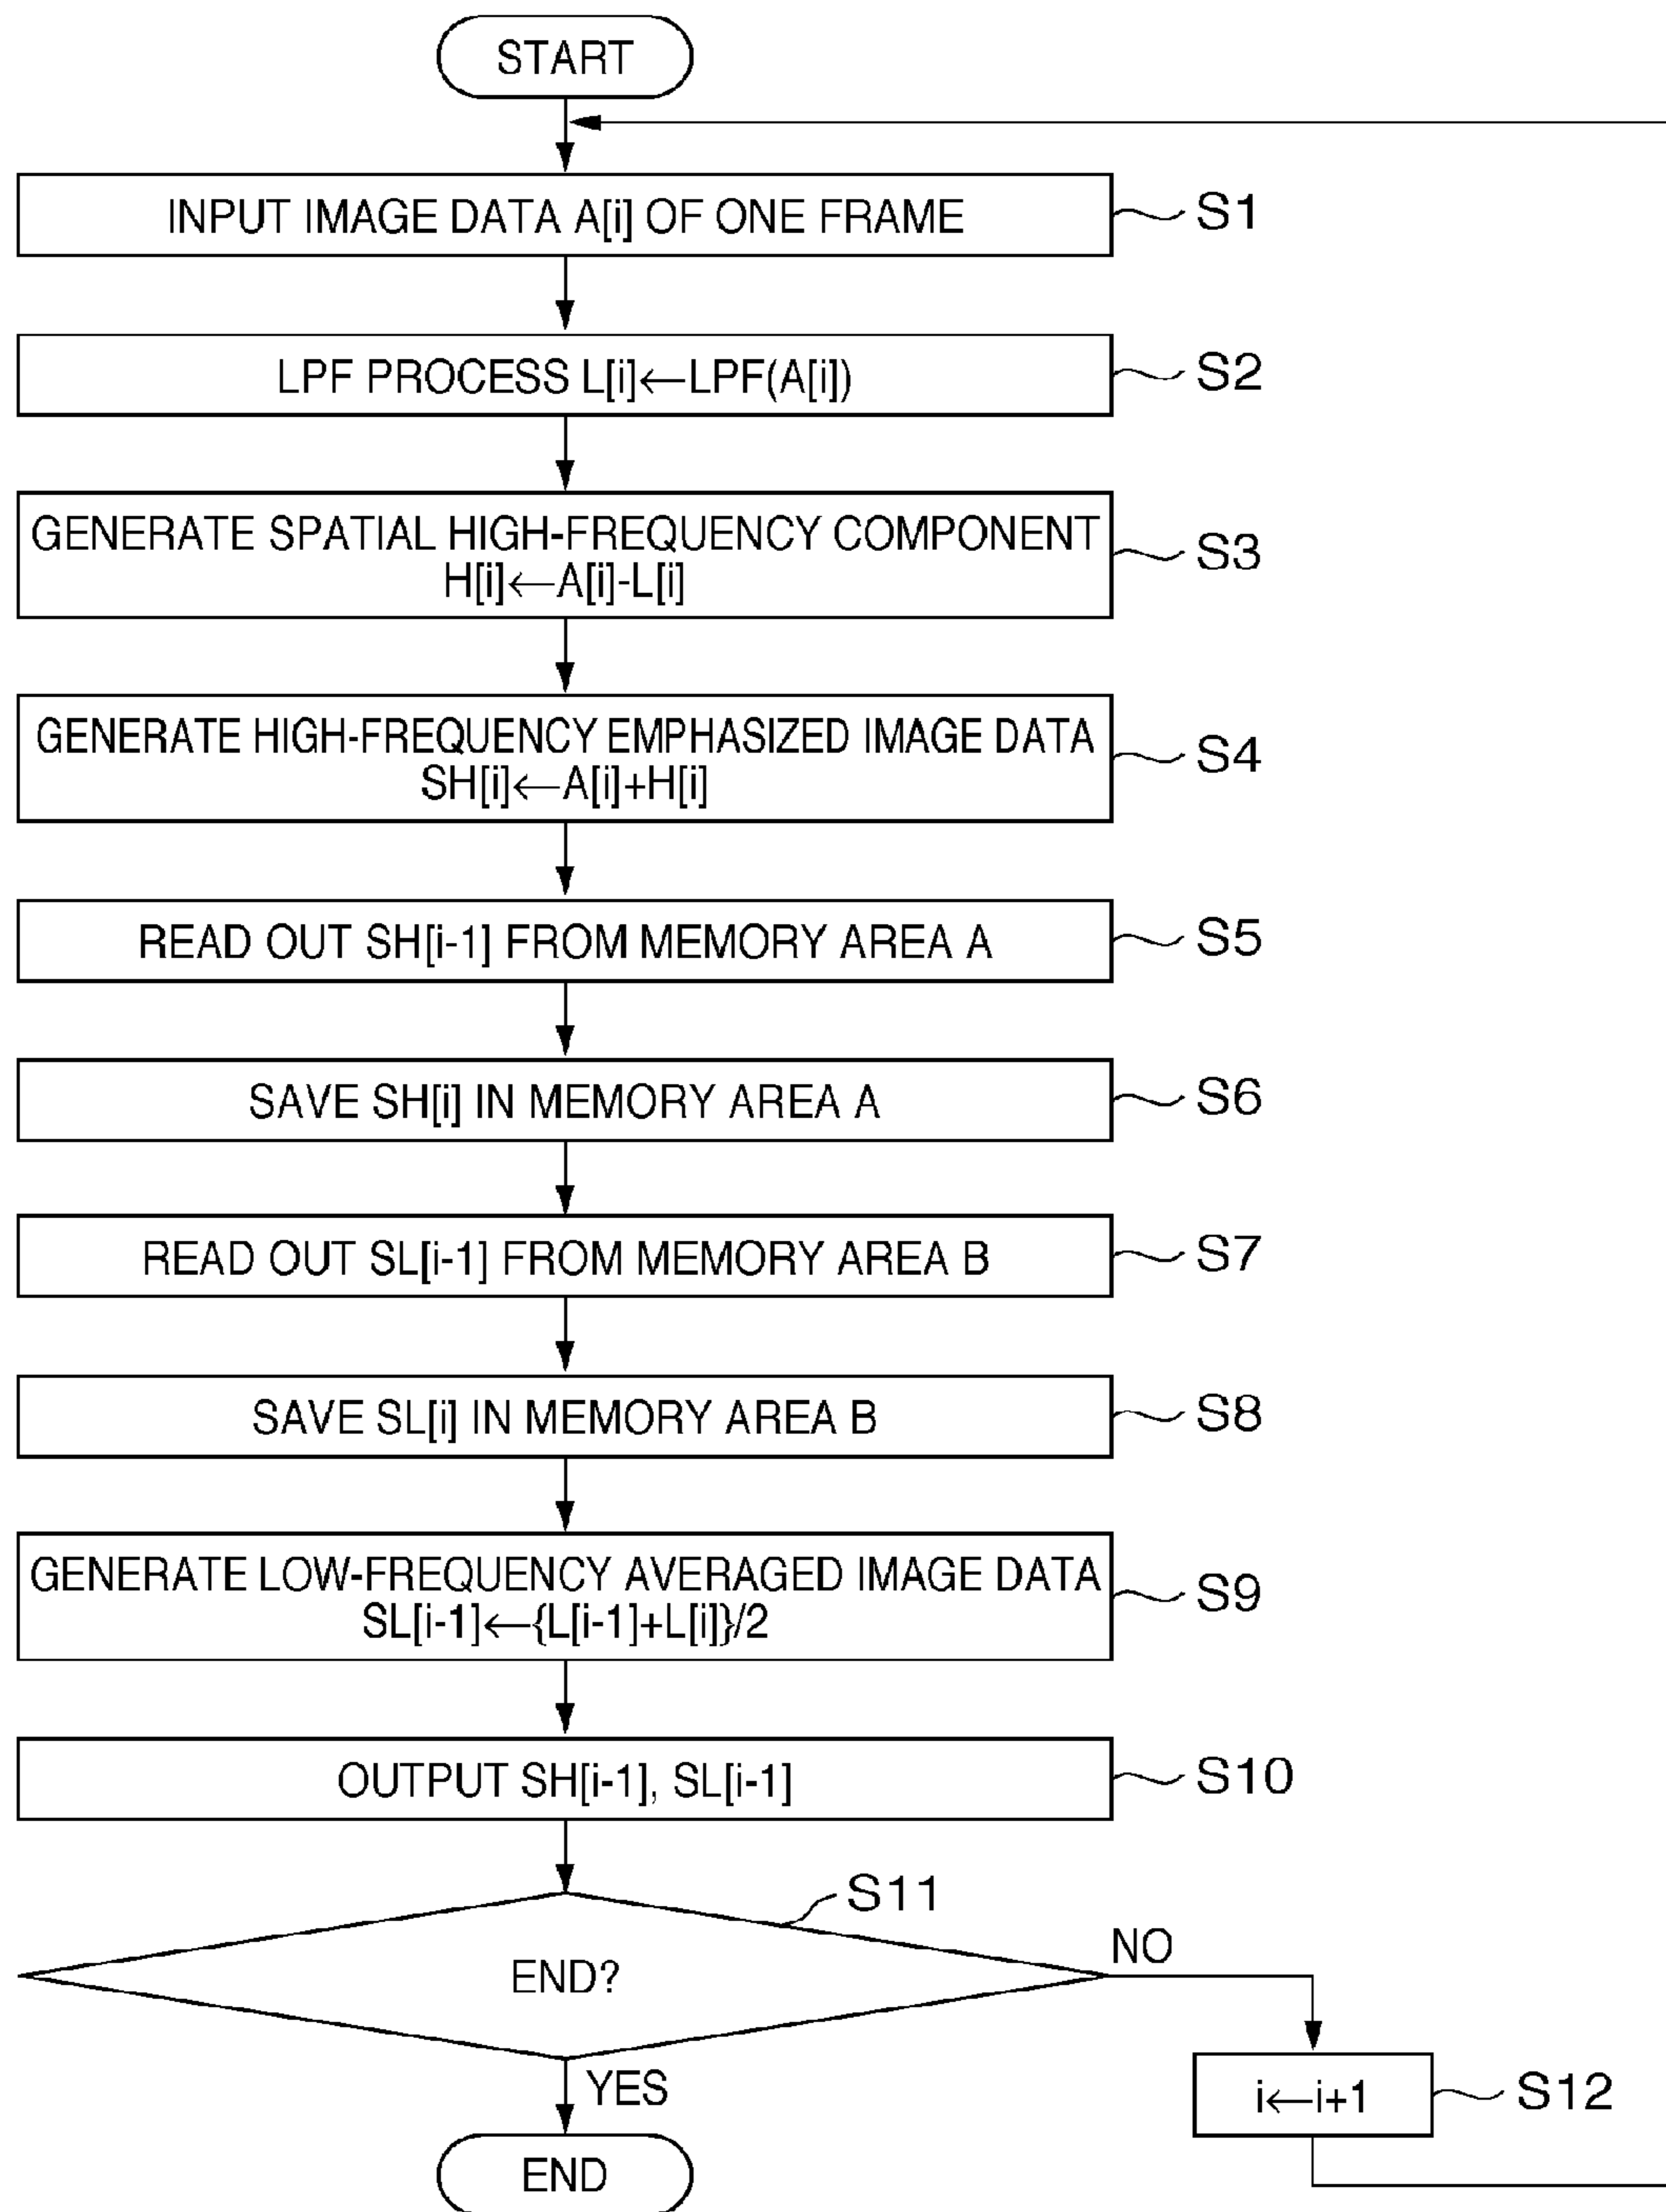 START
INPUT IMAGE DATA A[i] OF ONE FRAME
S1
LPF PROCESS L[i]←LPF(A[i])
S2
GENERATE SPATIAL HIGH-FREQUENCY COMPONENT
H[i]←A[i]-L[i]
S3
GENERATE HIGH-FREQUENCY EMPHASIZED IMAGE DATA
SH[i]←A[i]+H[i]
S4
READ OUT SH[i-1] FROM MEMORY AREA A
S5
SAVE SH[i] IN MEMORY AREA A
S6
READ OUT SL[i-1] FROM MEMORY AREA B
S7
SAVE SL[i] IN MEMORY AREA B
S8
GENERATE LOW-FREQUENCY AVERAGED IMAGE DATA
SL[i-1]←{L[i-1]+L[i]}/2
S9
OUTPUT SH[i-1], SL[i-1]
S10
S11
END?
NO
YES
i←i+1
S12
END